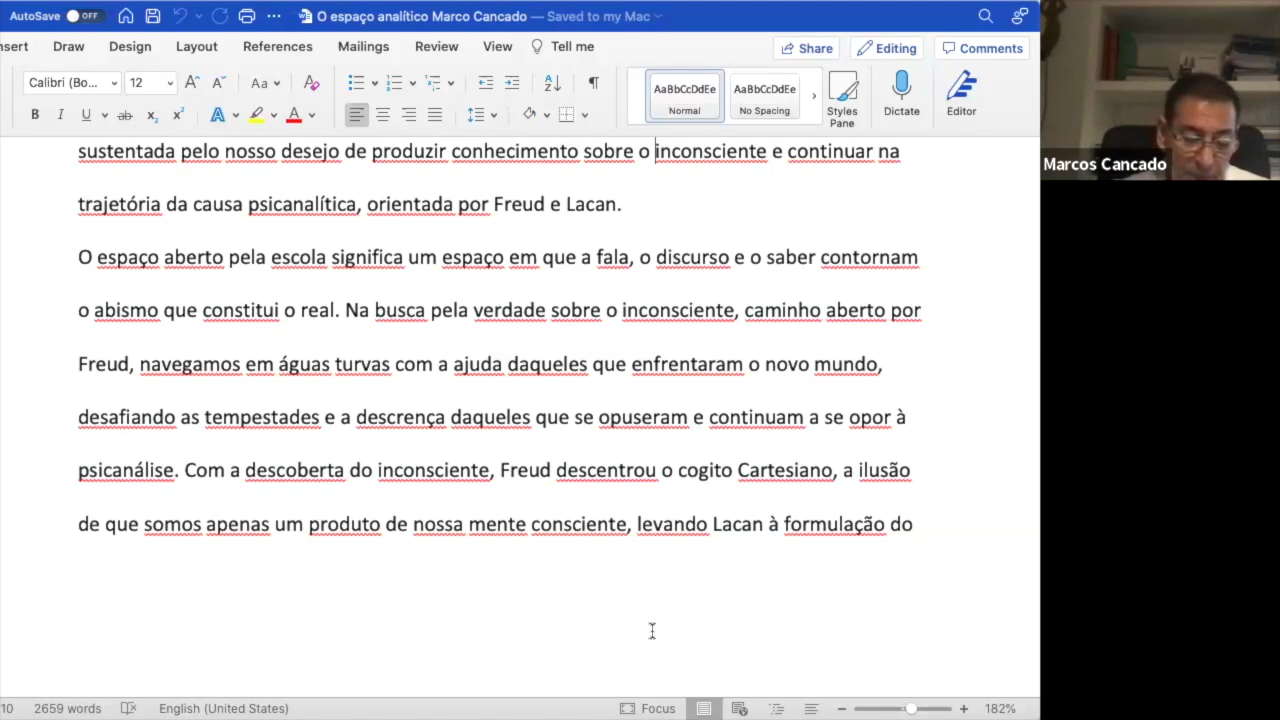 AutoSave OFF O espaço analítico Marco Cancado — Saved to my Mac
nsert Draw Design Layout References Mailings Review View Tell me Share Editing Comments
Calibri (Bo... 12 A A Aa A AaBbCcDdEe AaBbCcDdEe
B I U ab x2 x2 A A Normal No Spacing Styles Pane Dictate Editor
Marcos Cancado
sustentada pelo nosso desejo de produzir conhecimento sobre o inconsciente e continuar na
trajetória da causa psicanalítica, orientada por Freud e Lacan.
O espaço aberto pela escola significa um espaço em que a fala, o discurso e o saber contornam
o abismo que constitui o real. Na busca pela verdade sobre o inconsciente, caminho aberto por
Freud, navegamos em águas turvas com a ajuda daqueles que enfrentaram o novo mundo,
desafiando as tempestades e a descrença daqueles que se opuseram e continuam a se opor à
psicanálise. Com a descoberta do inconsciente, Freud descentrou o cogito Cartesiano, a ilusão
de que somos apenas um produto de nossa mente consciente, levando Lacan à formulação do
10 2659 words English (United States) Focus 182%